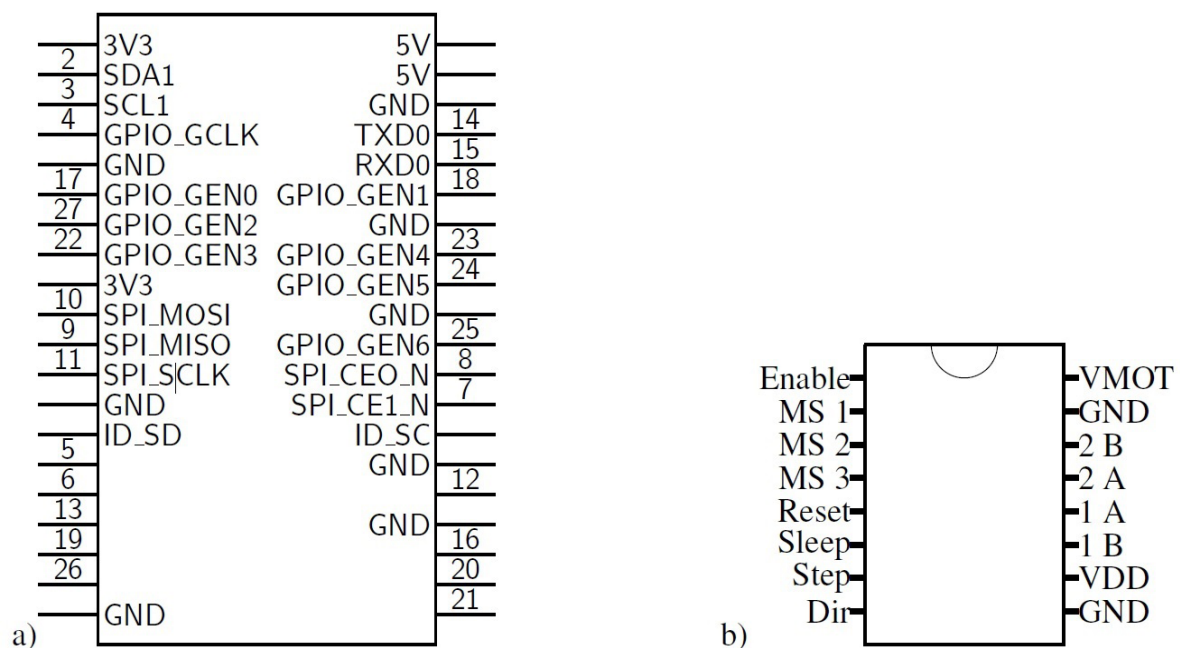 3V3 5V
2
SDA1 5V
3
SCL1 GND
4 14
GPIO_GCLK TXD0
15
GND RXD0
17 18
GPIO_GEN0 GPIO_GEN1
27
GPIO_GEN2 GND
22 23
GPIO_GEN3 GPIO_GEN4
24
3V3 GPIO_GEN5
10
SPI_MOSI GND
9 25
SPI_MISO GPIO_GEN6
11 8
SPI_SCLK SPI_CEO_N
7
GND SPI_CE1_N
ID_SD ID_SC
5
GND
6 12
13
GND
19 16
26 20
21
GND
a)
Enable VMOT
MS 1 GND
MS 2 2 B
MS 3 2 A
Reset 1 A
Sleep 1 B
Step VDD
Dir GND
b)